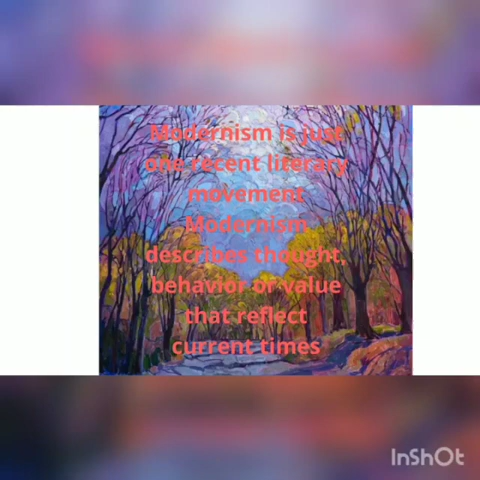 Modernism is just
one recent literary
movement
Modernism
describes thought,
behavior or value
that reflect
current times
InShOt